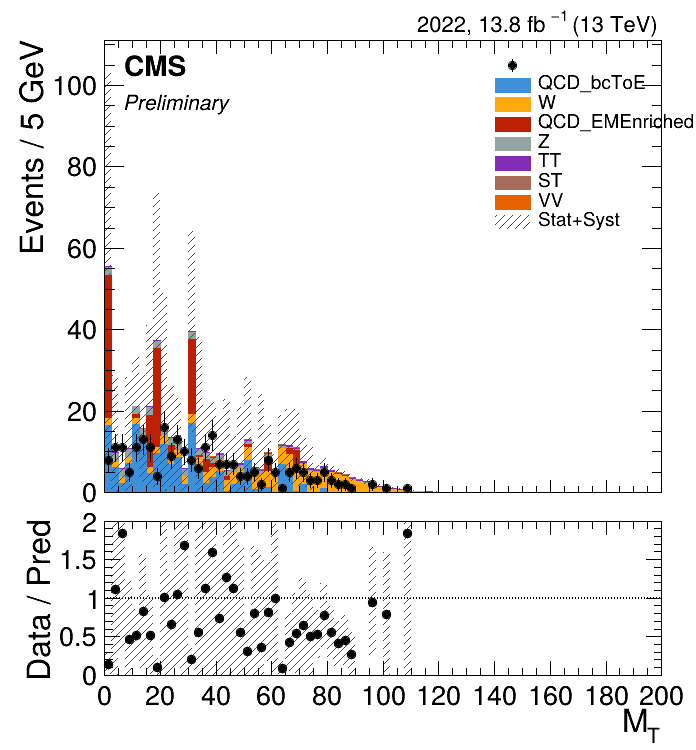 2022, 13.8 fb⁻¹ (13 TeV)
CMS
Preliminary
Events / 5 GeV
100
80
60
40
20
0
QCD_bcToE
W
QCD_EMEnriched
Z
TT
ST
VV
Stat+Syst
Data / Pred
2
1.5
1
0.5
0
0 20 40 60 80 100 120 140 160 180 200
M_T